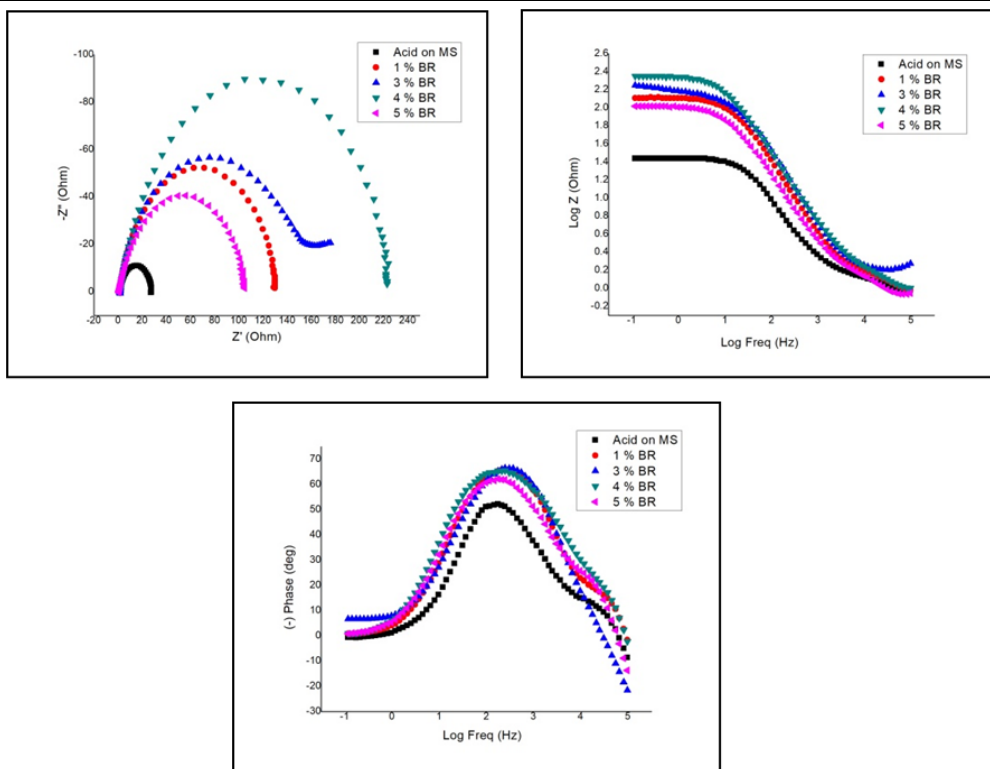 -100
-80
-60
-40
-20
0
-Z" (Ohm)
-20 0 20 40 60 80 100 120 140 160 180 200 220 240
Z' (Ohm)
Acid on MS
1 % BR
3 % BR
4 % BR
5 % BR
2.6
2.4
2.2
2.0
1.8
1.6
1.4
1.2
1.0
0.8
0.6
0.4
0.2
0.0
-0.2
Log Z (Ohm)
-1 0 1 2 3 4 5
Log Freq (Hz)
Acid on MS
1 % BR
3 % BR
4 % BR
5 % BR
70
60
50
40
30
20
10
0
-10
-20
-30
(-) Phase (deg)
-1 0 1 2 3 4 5
Log Freq (Hz)
Acid on MS
1 % BR
3 % BR
4 % BR
5 % BR